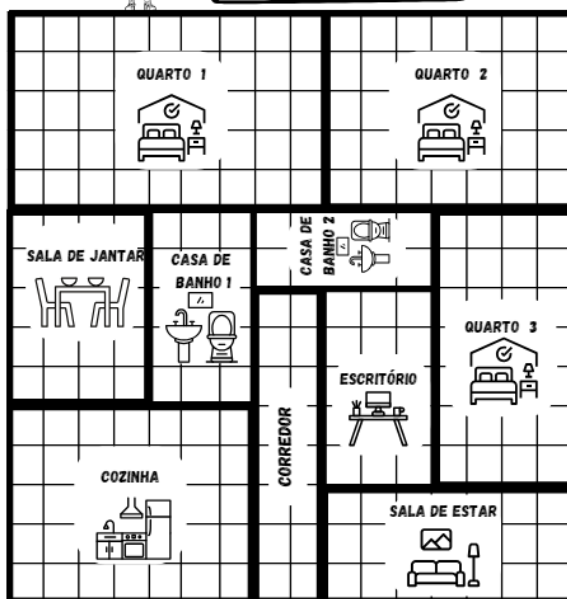 QUARTO 1
QUARTO 2
SALA DE JANTAR
CASA DE
BANHO 1
CASA DE
BANHO 2
QUARTO 3
ESCRITÓRIO
CORREDOR
COZINHA
SALA DE ESTAR